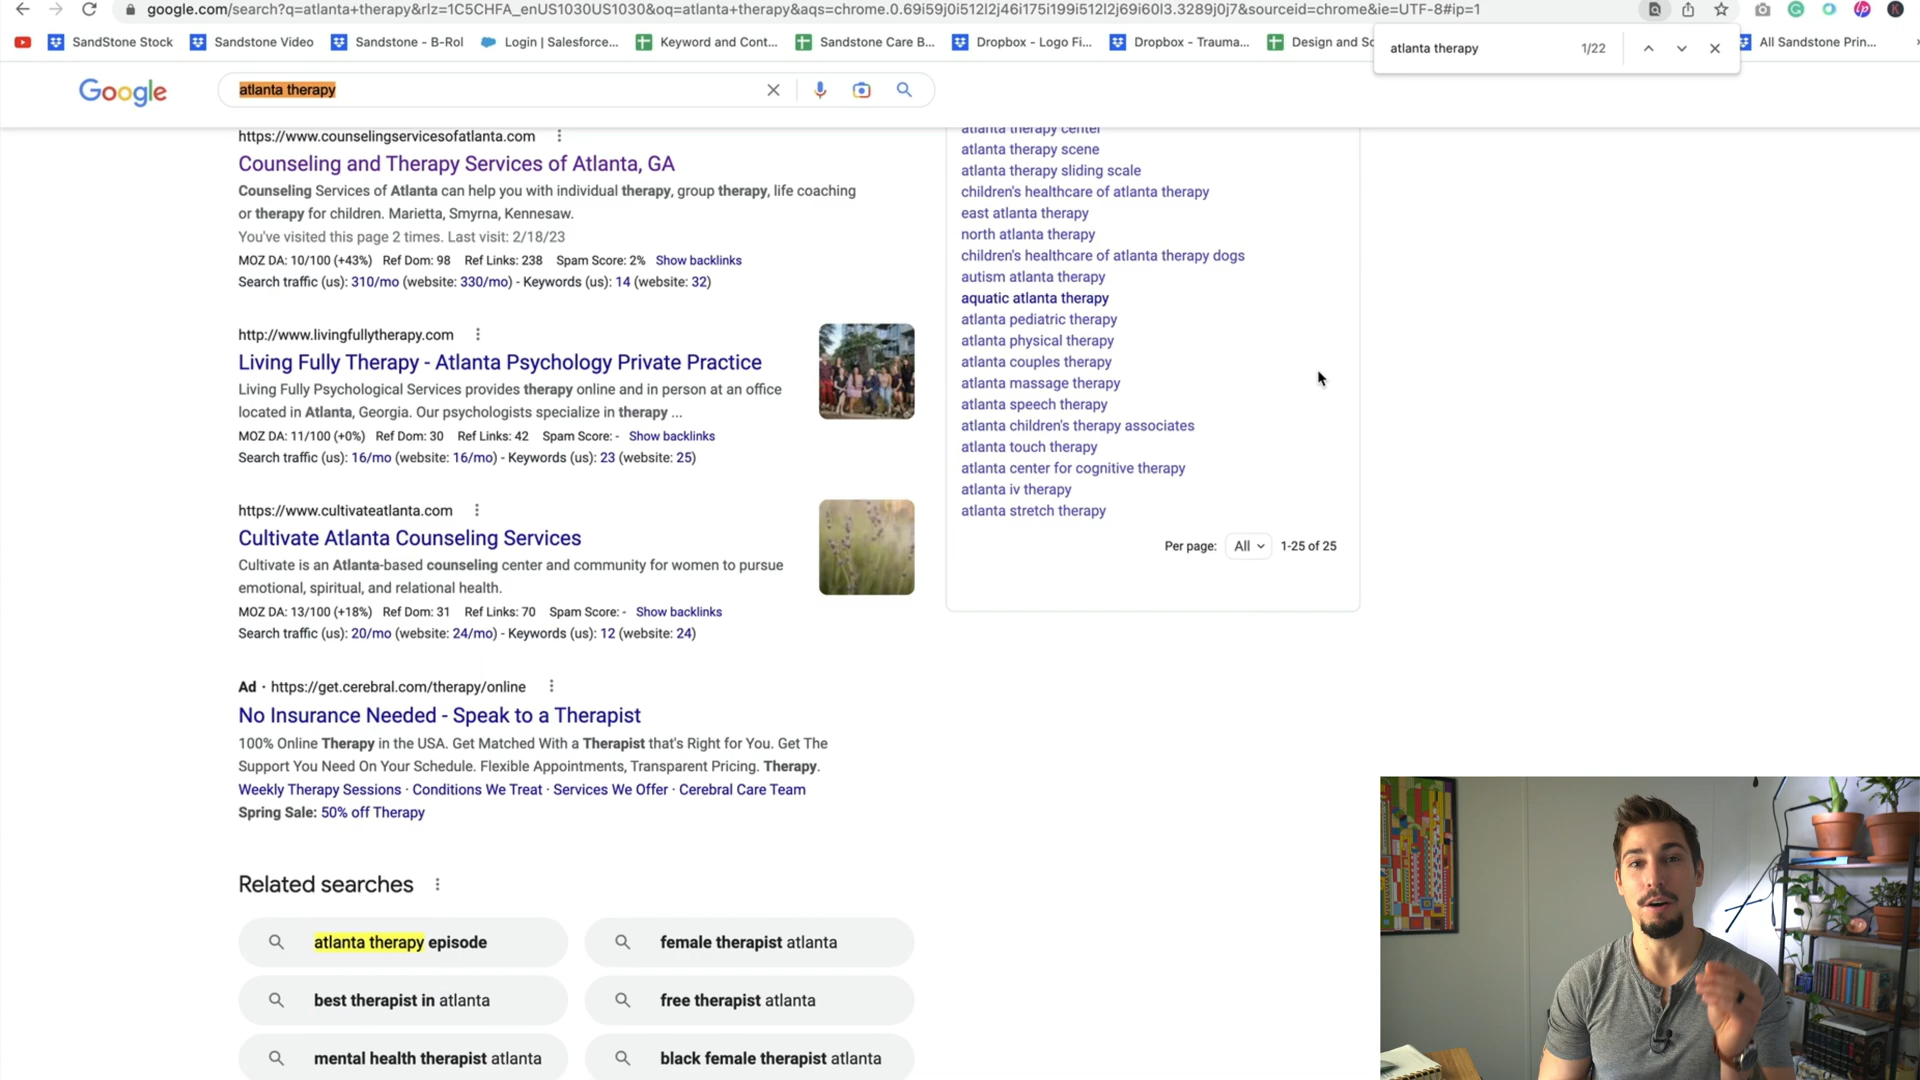 google.com/search?q=atlanta+therapy&rlz=1C5CHFA_enUS1030US1030&oq=atlanta+therapy&aqs=chrome.0.69i59j0i512l2j46i175i199i512l2j69i60l3.3289j0j7&sourceid=chrome&ie=UTF-8#ip=1
SandStone Stock
Sandstone Video
Sandstone - B-Rol
Login | Salesforce...
Keyword and Cont...
Sandstone Care B...
Dropbox - Logo Fi...
Dropbox - Trauma...
Design and Sc
All Sandstone Prin...
atlanta therapy 1/22
Google
atlanta therapy
https://www.counselingservicesofatlanta.com
Counseling and Therapy Services of Atlanta, GA
Counseling Services of Atlanta can help you with individual therapy, group therapy, life coaching
or therapy for children. Marietta, Smyrna, Kennesaw.
You've visited this page 2 times. Last visit: 2/18/23
MOZ DA: 10/100 (+43%) Ref Dom: 98 Ref Links: 238 Spam Score: 2% Show backlinks
Search traffic (us): 310/mo (website: 330/mo) - Keywords (us): 14 (website: 32)
http://www.livingfullytherapy.com
Living Fully Therapy - Atlanta Psychology Private Practice
Living Fully Psychological Services provides therapy online and in person at an office
located in Atlanta, Georgia. Our psychologists specialize in therapy ...
MOZ DA: 11/100 (+0%) Ref Dom: 30 Ref Links: 42 Spam Score: - Show backlinks
Search traffic (us): 16/mo (website: 16/mo) - Keywords (us): 23 (website: 25)
https://www.cultivateatlanta.com
Cultivate Atlanta Counseling Services
Cultivate is an Atlanta-based counseling center and community for women to pursue
emotional, spiritual, and relational health.
MOZ DA: 13/100 (+18%) Ref Dom: 31 Ref Links: 70 Spam Score: - Show backlinks
Search traffic (us): 20/mo (website: 24/mo) - Keywords (us): 12 (website: 24)
Ad · https://get.cerebral.com/therapy/online
No Insurance Needed - Speak to a Therapist
100% Online Therapy in the USA. Get Matched With a Therapist that's Right for You. Get The
Support You Need On Your Schedule. Flexible Appointments, Transparent Pricing. Therapy.
Weekly Therapy Sessions · Conditions We Treat · Services We Offer · Cerebral Care Team
Spring Sale: 50% off Therapy
Related searches
atlanta therapy episode
female therapist atlanta
best therapist in atlanta
free therapist atlanta
mental health therapist atlanta
black female therapist atlanta
atlanta therapy center
atlanta therapy scene
atlanta therapy sliding scale
children's healthcare of atlanta therapy
east atlanta therapy
north atlanta therapy
children's healthcare of atlanta therapy dogs
autism atlanta therapy
aquatic atlanta therapy
atlanta pediatric therapy
atlanta physical therapy
atlanta couples therapy
atlanta massage therapy
atlanta speech therapy
atlanta children's therapy associates
atlanta touch therapy
atlanta center for cognitive therapy
atlanta iv therapy
atlanta stretch therapy
Per page: All 1-25 of 25